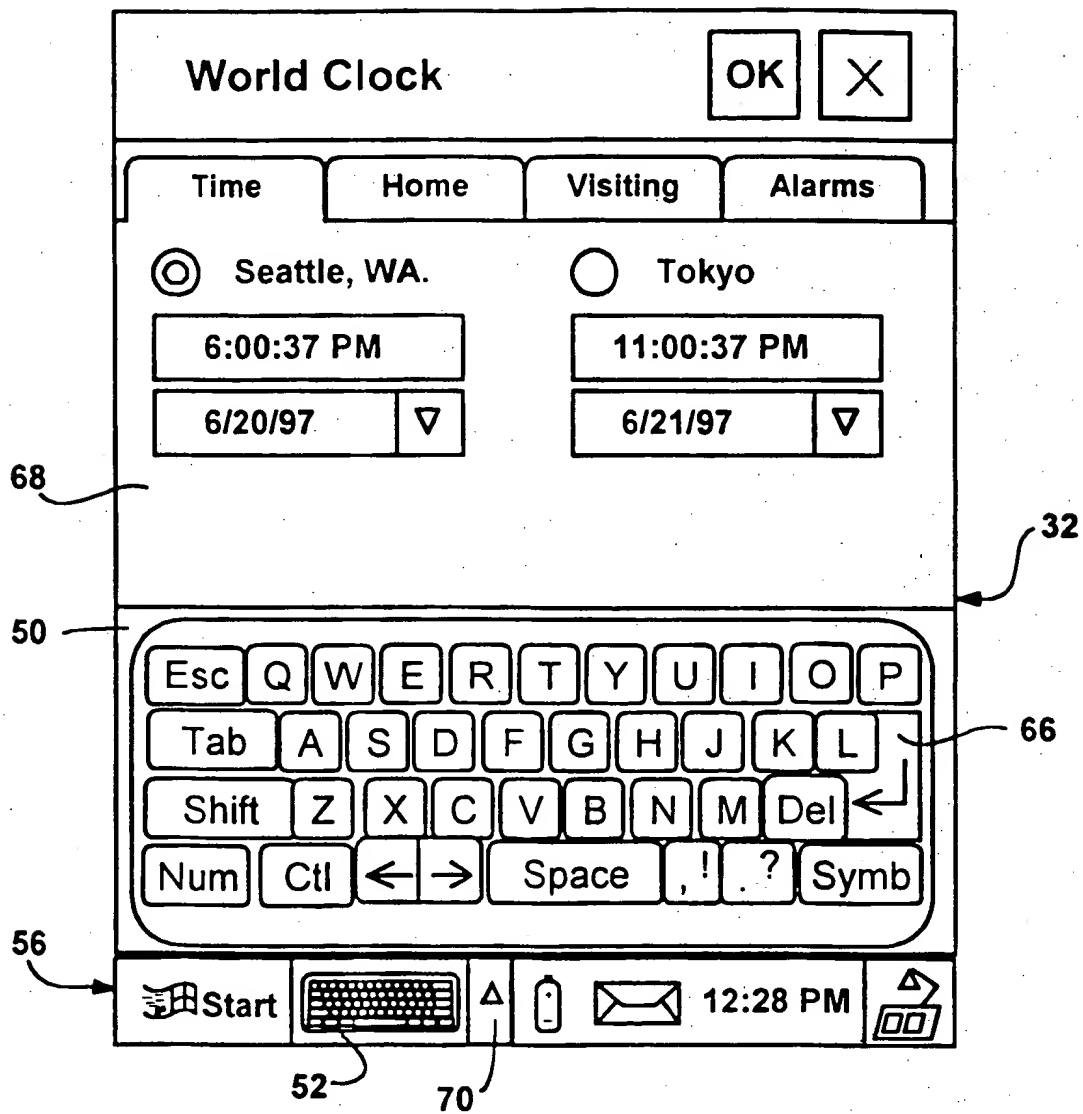 World Clock OK X
Time Home Visiting Alarms
Seattle, WA. Tokyo
6:00:37 PM 11:00:37 PM
6/20/97 6/21/97
68
32
50
Esc Q W E R T Y U I O P
Tab A S D F G H J K L
66
Shift Z X C V B N M Del
Num Ctl ← → Space , ! . ? Symb
56
Start 12:28 PM
52
70